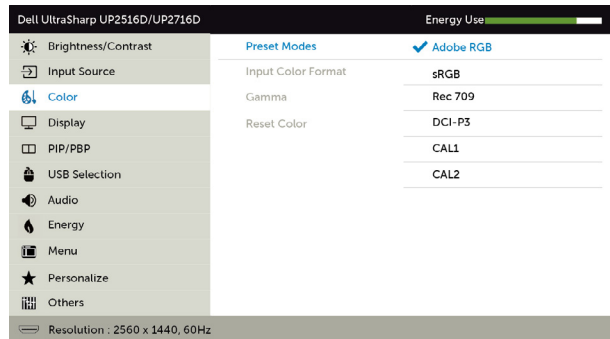 Dell UltraSharp UP2516D/UP2716D
Energy Use
Brightness/Contrast
Preset Modes
Adobe RGB
Input Source
Input Color Format
sRGB
Color
Gamma
Rec 709
Display
Reset Color
DCI-P3
PIP/PBP
CAL1
USB Selection
CAL2
Audio
Energy
Menu
Personalize
Others
Resolution : 2560 x 1440, 60Hz